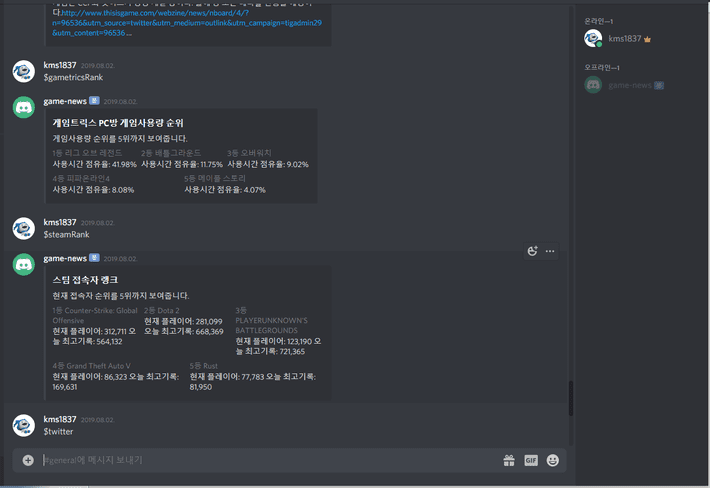 다.http://www.thisisgame.com/webzine/news/nboard/4/?
n=96536&utm_source=twitter&utm_medium=outlink&utm_campaign=tigadmin29
&utm_content=96536 ...
kms1837 2019.08.02.
$gametricsRank
game-news 봇 2019.08.02.
게임트릭스 PC방 게임사용량 순위
게임사용량 순위를 5위까지 보여줍니다.
1등 리그 오브 레전드 2등 배틀그라운드 3등 오버워치
사용시간 점유율: 41.98% 사용시간 점유율: 11.75% 사용시간 점유율: 9.02%
4등 피파온라인4 5등 메이플 스토리
사용시간 점유율: 8.08% 사용시간 점유율: 4.07%
kms1837 2019.08.02.
$steamRank
game-news 봇 2019.08.02.
스팀 접속자 랭크
현재 접속자 순위를 5위까지 보여줍니다.
1등 Counter-Strike: Global
Offensive
현재 플레이어: 312,711 오
늘 최고기록: 564,132
2등 Dota 2
현재 플레이어: 281,099
오늘 최고기록: 668,369
3등
PLAYERUNKNOWN'S
BATTLEGROUNDS
현재 플레이어: 123,190 오
늘 최고기록: 721,365
4등 Grand Theft Auto V
현재 플레이어: 86,323 오늘 최고기록:
169,631
5등 Rust
현재 플레이어: 77,783 오늘 최고기록:
81,950
kms1837 2019.08.02.
$twitter
#general에 메시지 보내기
GIF
온라인—1
kms1837
오프라인—1
game-news 봇